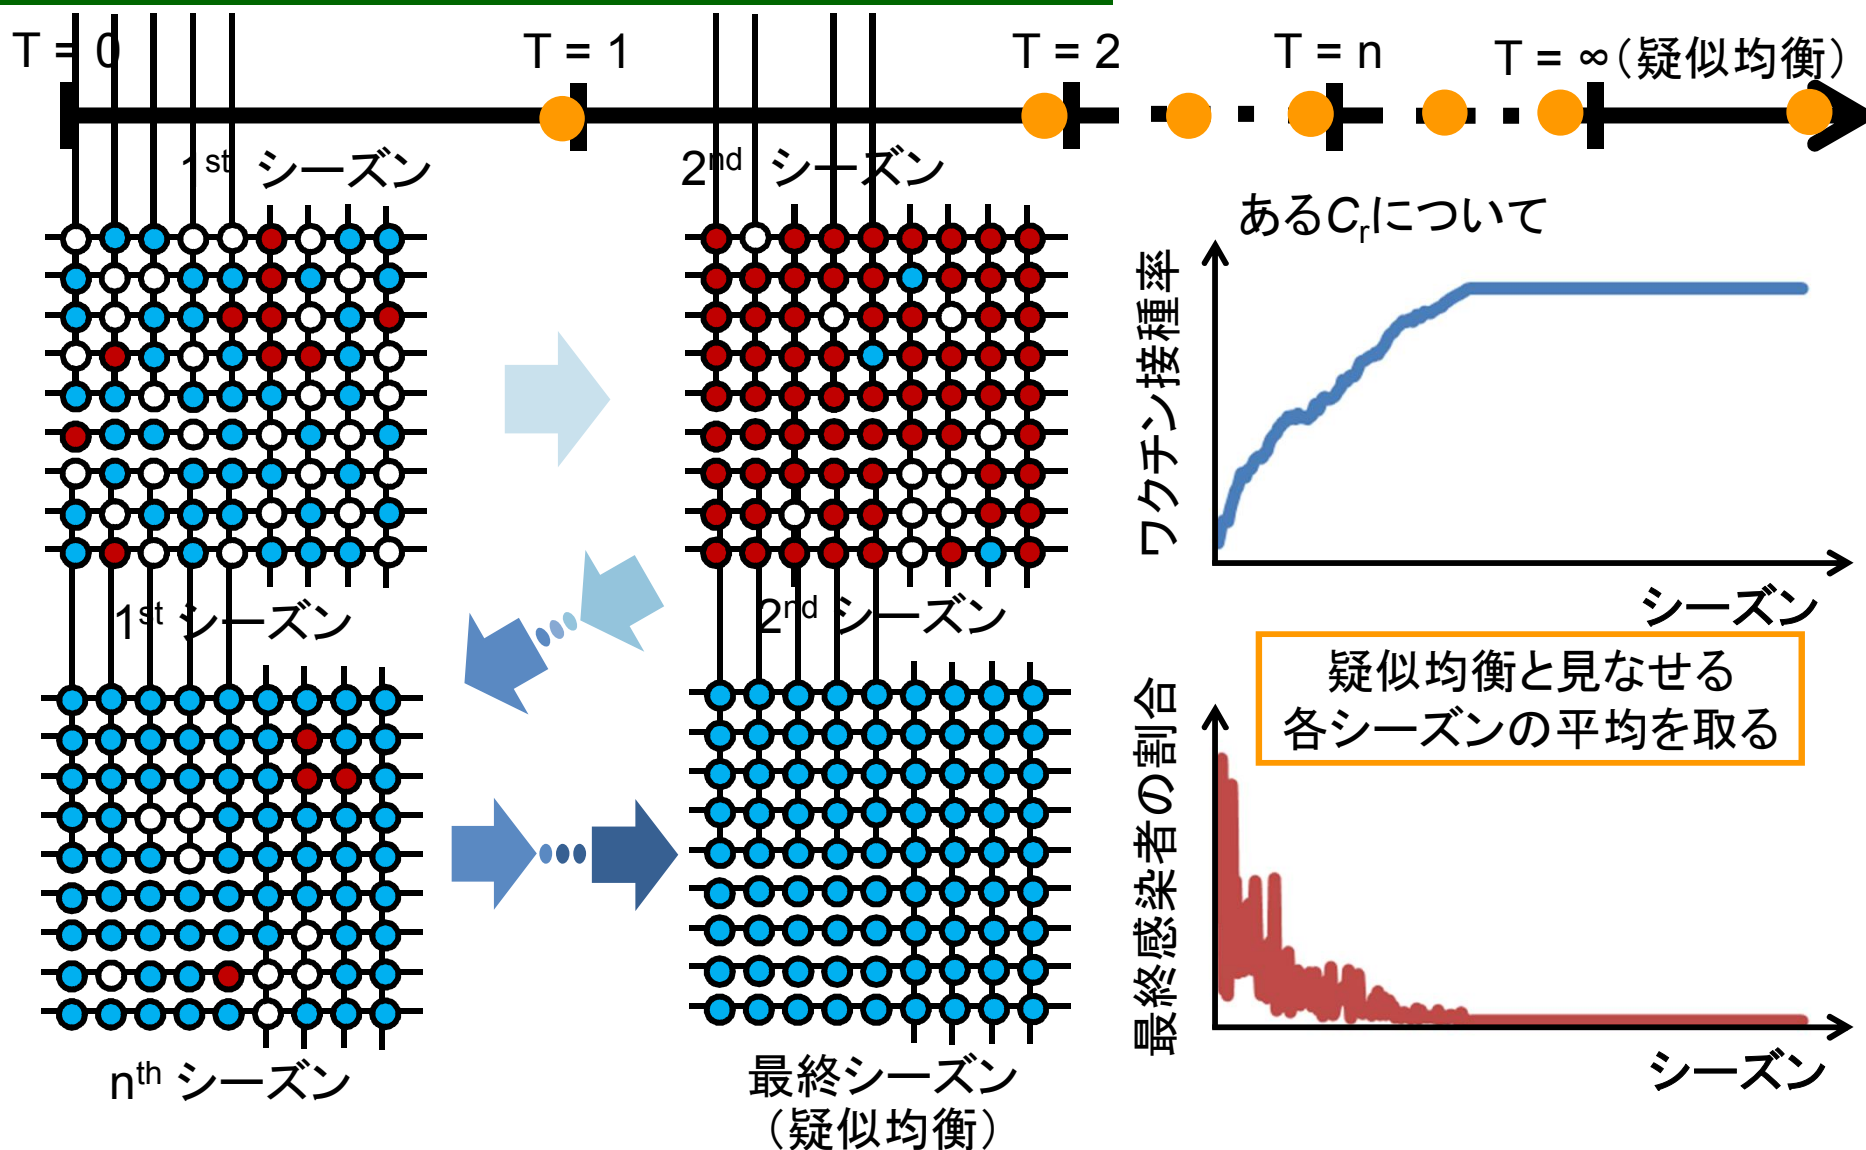 T = 0
T = 1
T = 2
T = n
T = ∞（疑似均衡）
1st シーズン
2nd シーズン
あるCrについて
ワクチン接種率
シーズン
1st シーズン
2nd シーズン
疑似均衡と見なせる
各シーズンの平均を取る
最終感染者の割合
シーズン
nth シーズン
最終シーズン
（疑似均衡）